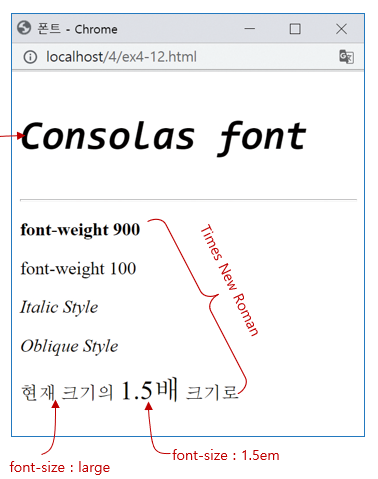 폰트 - Chrome
localhost/4/ex4-12.html
Consolas font
font-weight 900
font-weight 100
Italic Style
Oblique Style
현재 크기의 1.5배 크기로
Times New Roman
font-size : large
font-size : 1.5em